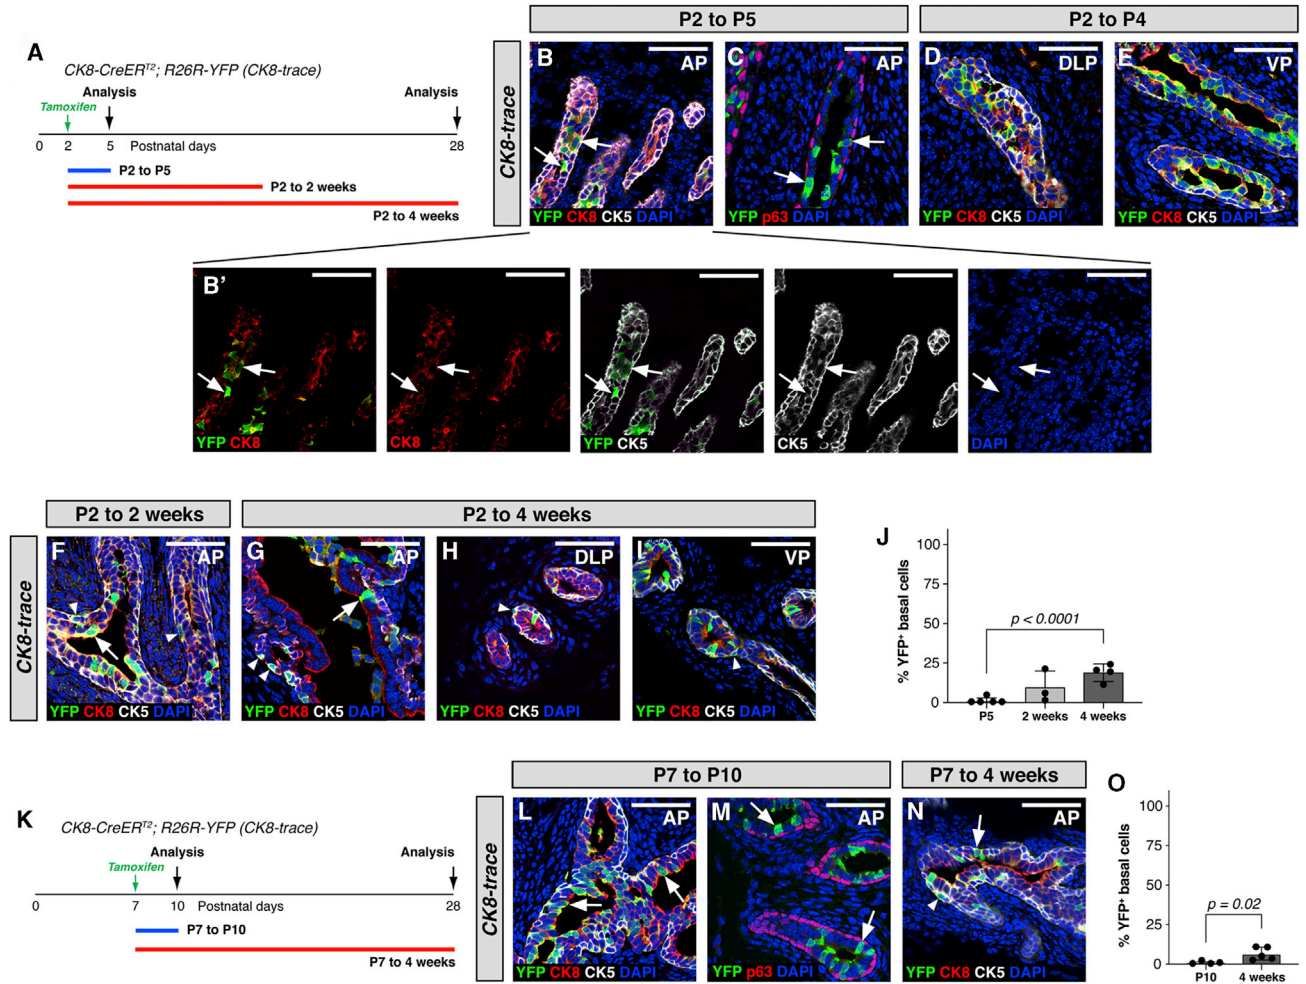 A
CK8-CreER^T2; R26R-YFP (CK8-trace)
Analysis
Analysis
Tamoxifen
0 2 5 Postnatal days 28
P2 to P5
P2 to 2 weeks
P2 to 4 weeks
P2 to P5
P2 to P4
CK8-trace
B AP
YFP CK8 CK5 DAPI
C AP
YFP p63 DAPI
D DLP
YFP CK8 CK5 DAPI
E VP
YFP CK8 CK5 DAPI
B'
YFP CK8
CK8
YFP CK5
CK5
DAPI
P2 to 2 weeks
P2 to 4 weeks
CK8-trace
F AP
YFP CK8 CK5 DAPI
G AP
YFP CK8 CK5 DAPI
H DLP
YFP CK8 CK5 DAPI
I VP
YFP CK8 CK5 DAPI
J
% YFP+ basal cells
100
75
50
25
0
p < 0.0001
P5 2 weeks 4 weeks
K
CK8-CreER^T2; R26R-YFP (CK8-trace)
Analysis
Analysis
Tamoxifen
0 7 10 Postnatal days 28
P7 to P10
P7 to 4 weeks
P7 to P10
P7 to 4 weeks
CK8-trace
L AP
YFP CK8 CK5 DAPI
M AP
YFP p63 DAPI
N AP
YFP CK8 CK5 DAPI
O
% YFP+ basal cells
100
75
50
25
0
p = 0.02
P10 4 weeks